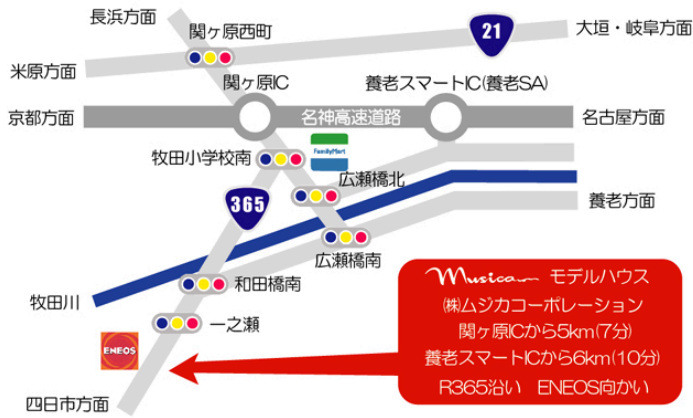 長浜方面
関ヶ原西町
21
大垣・岐阜方面
米原方面
関ヶ原IC
養老スマートIC(養老SA)
京都方面
名神高速道路
名古屋方面
牧田小学校南
FamilyMart
広瀬橋北
365
養老方面
広瀬橋南
和田橋南
牧田川
一之瀬
ENEOS
四日市方面
Musica モデルハウス
㈱ムジカコーポレーション
関ヶ原ICから5km(7分)
養老スマートICから6km(10分)
R365沿い ENEOS向かい